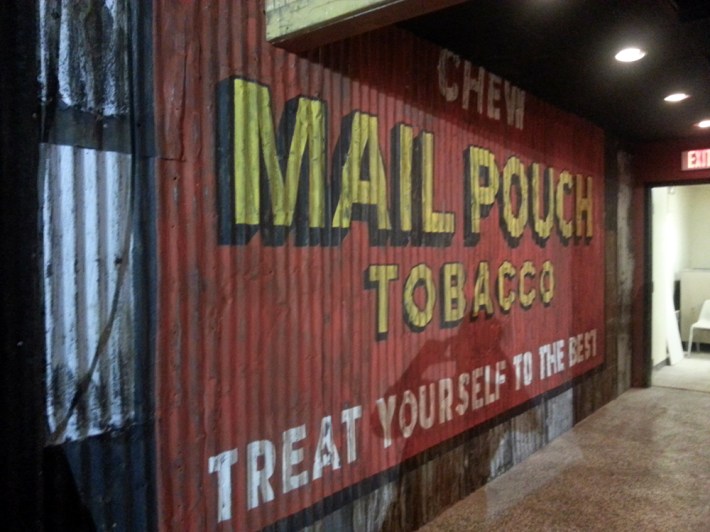 CHEW
MAIL POUCH
TOBACCO
TREAT YOURSELF TO THE BEST
EXIT